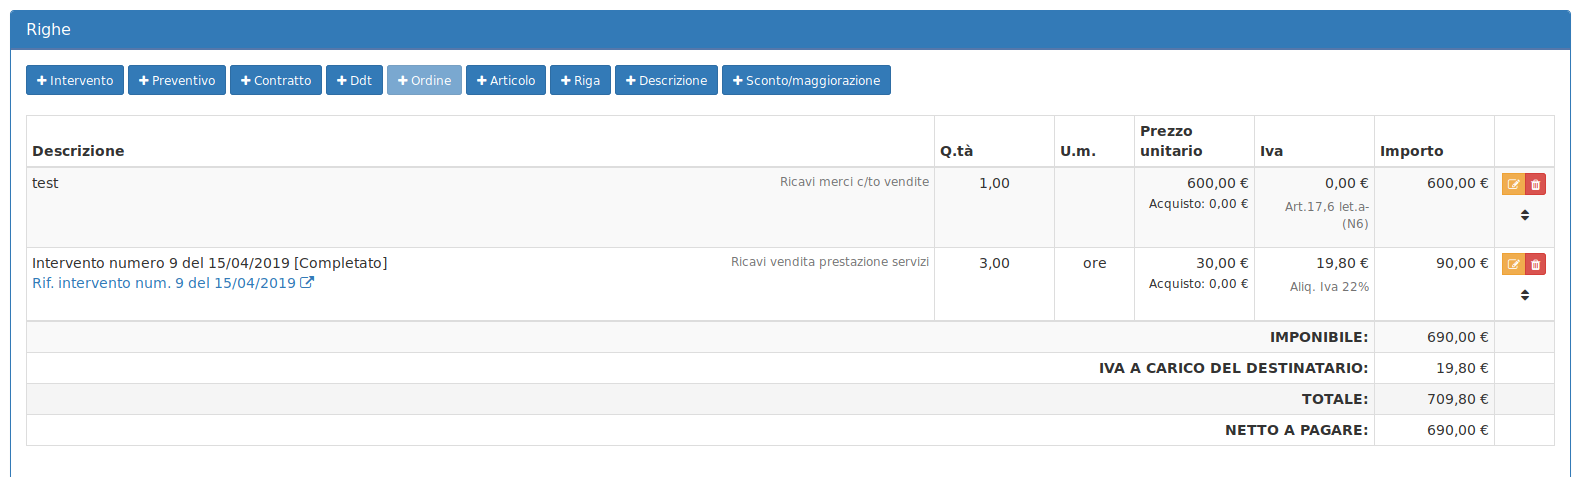 Righe
Intervento Preventivo Contratto Ddt Ordine Articolo Riga Descrizione Sconto/maggiorazione
Descrizione Q.tà U.m. Prezzo unitario Iva Importo
test Ricavi merci c/to vendite 1,00 600,00 € 0,00 € 600,00 €
Acquisto: 0,00 € Art.17,6 let.a-
(N6)
Intervento numero 9 del 15/04/2019 [Completato] Ricavi vendita prestazione servizi 3,00 ore 30,00 € 19,80 € 90,00 €
Rif. intervento num. 9 del 15/04/2019 Acquisto: 0,00 € Aliq. Iva 22%
IMPONIBILE: 690,00 €
IVA A CARICO DEL DESTINATARIO: 19,80 €
TOTALE: 709,80 €
NETTO A PAGARE: 690,00 €